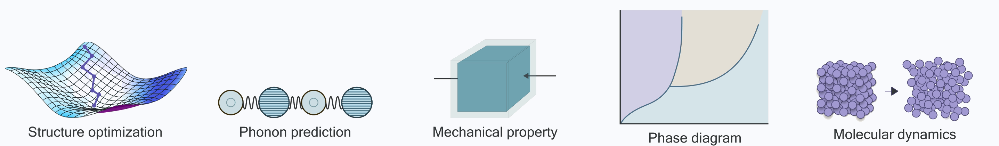 Structure optimization
Phonon prediction
Mechanical property
Phase diagram
Molecular dynamics